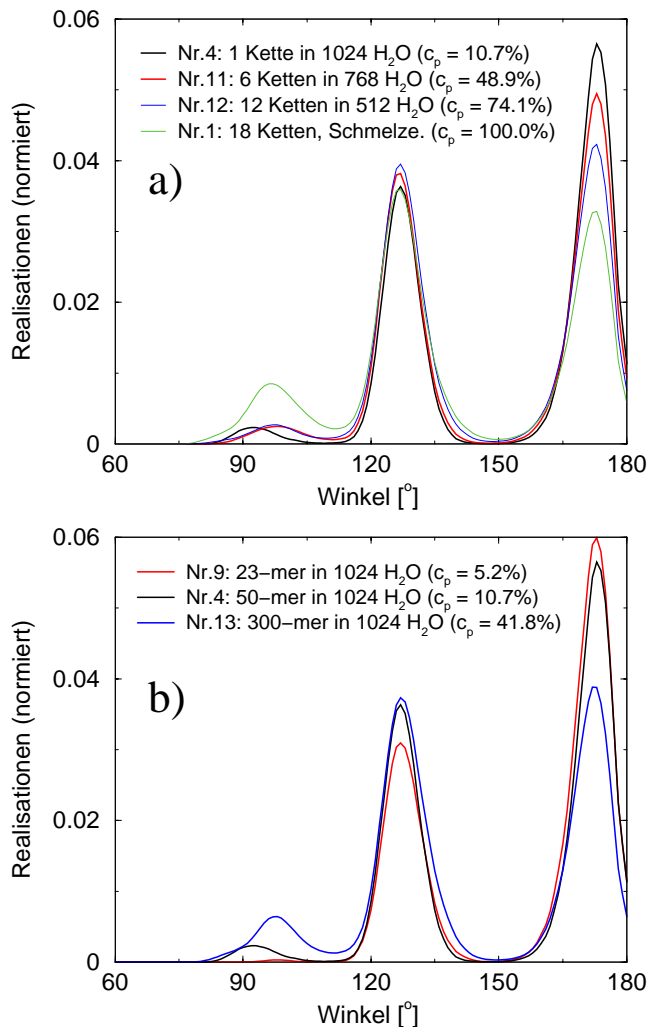 0.06
0.04
0.02
0
Realisationen (normiert)
Nr.4: 1 Kette in 1024 H₂O (cₚ = 10.7%)
Nr.11: 6 Ketten in 768 H₂O (cₚ = 48.9%)
Nr.12: 12 Ketten in 512 H₂O (cₚ = 74.1%)
Nr.1: 18 Ketten, Schmelze. (cₚ = 100.0%)
a)
60 90 120 150 180
Winkel [°]
0.06
0.04
0.02
0
Realisationen (normiert)
Nr.9: 23−mer in 1024 H₂O (cₚ = 5.2%)
Nr.4: 50−mer in 1024 H₂O (cₚ = 10.7%)
Nr.13: 300−mer in 1024 H₂O (cₚ = 41.8%)
b)
60 90 120 150 180
Winkel [°]